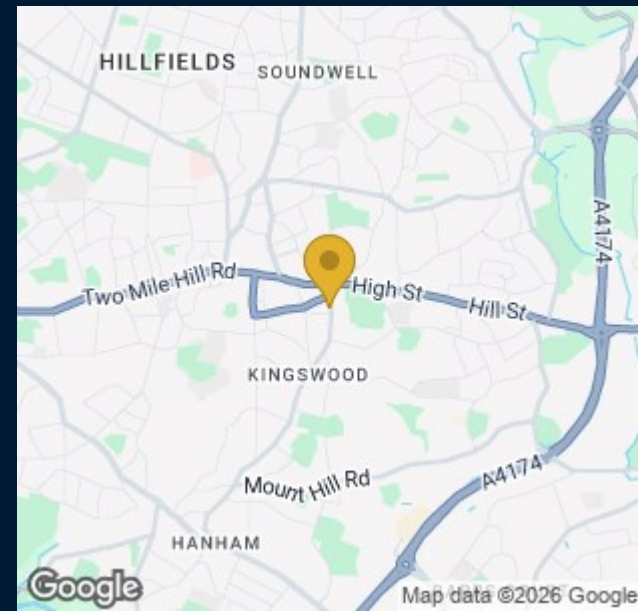 HILLFIELDS
SOUNDWELL
A4174
Two Mile Hill Rd
High St
Hill St
KINGSWOOD
Mount Hill Rd
A4174
HANHAM
Google
Map data ©2026 Google